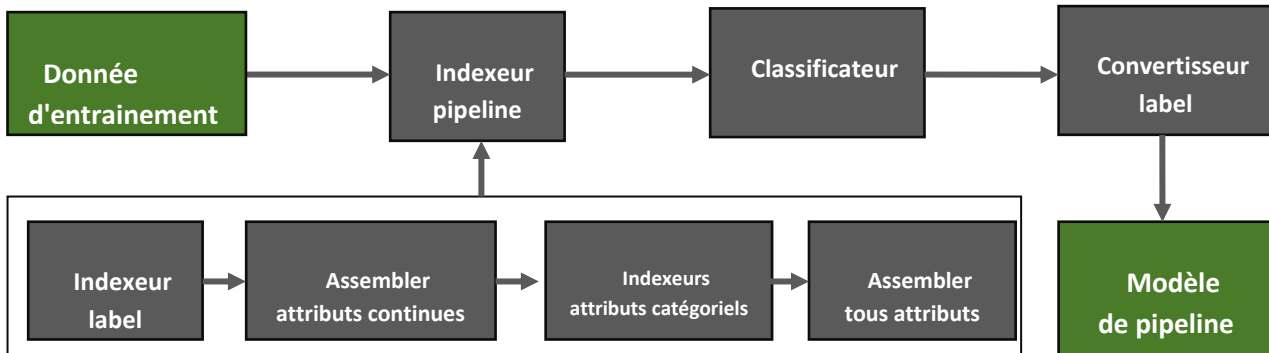 Donnée
d'entrainement
Indexeur
pipeline
Classificateur
Convertisseur
label
Indexeur
label
Assembler
attributs continues
Indexeurs
attributs catégoriels
Assembler
tous attributs
Modèle
de pipeline